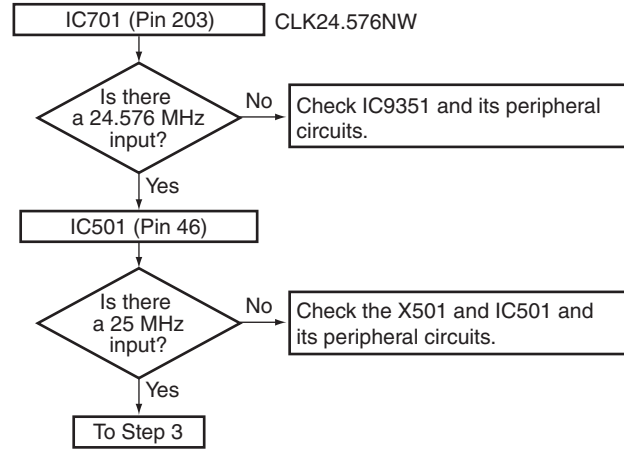 IC701 (Pin 203)
CLK24.576NW
Is there
a 24.576 MHz
input?
No
Check IC9351 and its peripheral
circuits.
Yes
IC501 (Pin 46)
Is there
a 25 MHz
input?
No
Check the X501 and IC501 and
its peripheral circuits.
Yes
To Step 3